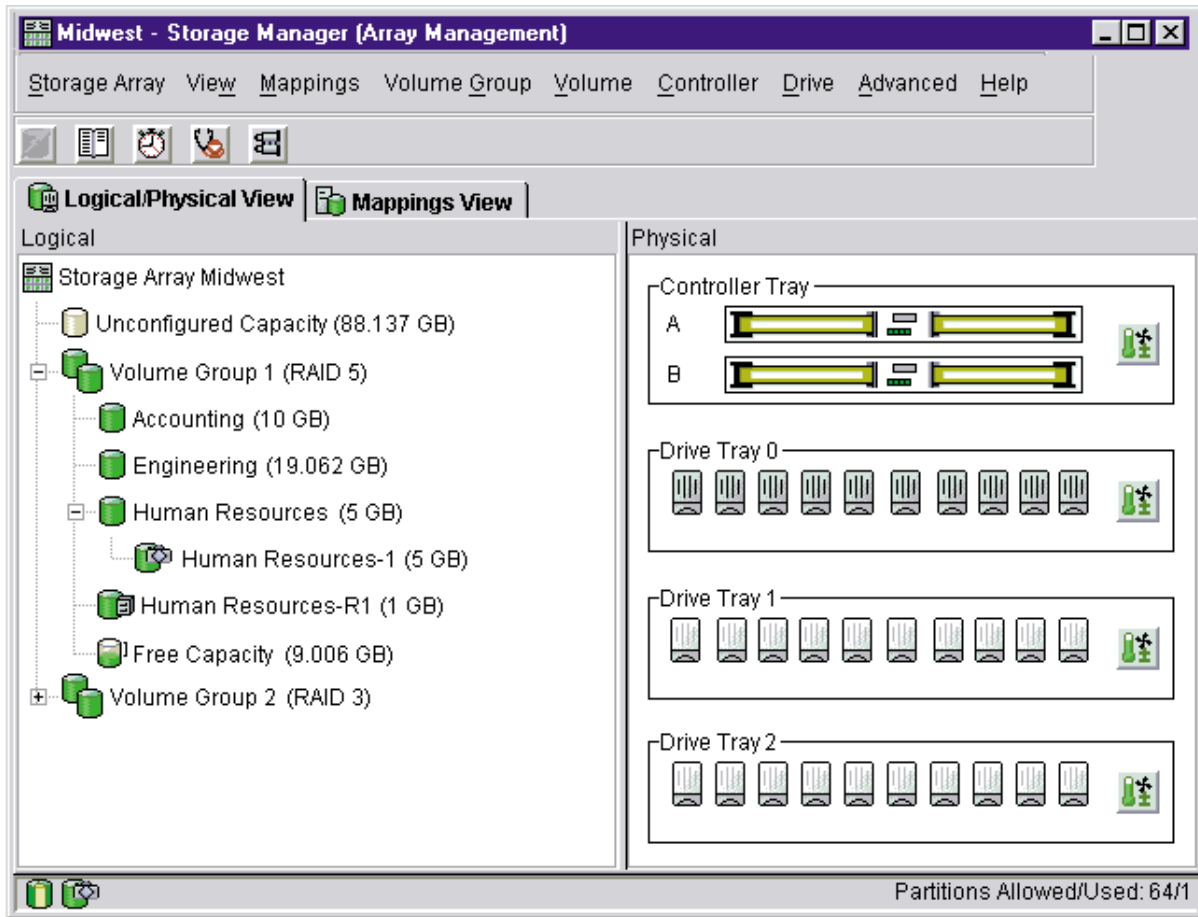 Midwest - Storage Manager (Array Management)
Storage Array View Mappings Volume Group Volume Controller Drive Advanced Help
Logical/Physical View Mappings View
Logical
Storage Array Midwest
Unconfigured Capacity (88.137 GB)
Volume Group 1 (RAID 5)
Accounting (10 GB)
Engineering (19.062 GB)
Human Resources (5 GB)
Human Resources-1 (5 GB)
Human Resources-R1 (1 GB)
Free Capacity (9.006 GB)
Volume Group 2 (RAID 3)
Physical
Controller Tray
A
B
Drive Tray 0
Drive Tray 1
Drive Tray 2
Partitions Allowed/Used: 64/1